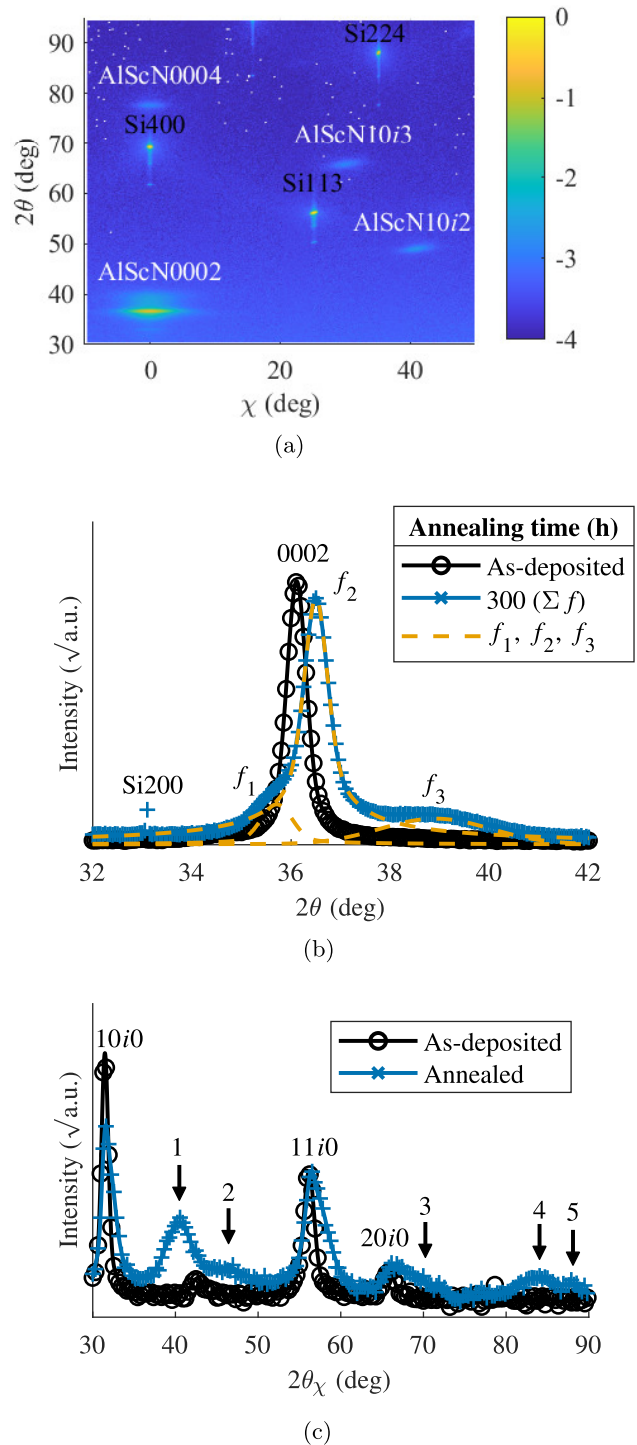 90
80
70
60
50
40
30
2θ (deg)
AlScN0004
Si400
AlScN0002
Si224
AlScN10i3
Si113
AlScN10i2
0
20
40
χ (deg)
0
-1
-2
-3
-4
(a)
Annealing time (h)
As-deposited
300 (Σ f)
f₁, f₂, f₃
0002
f₂
Si200
f₁
f₃
Intensity (√a.u.)
32
34
36
38
40
42
2θ (deg)
(b)
As-deposited
Annealed
10i0
1
2
11i0
20i0
3
4
5
Intensity (√a.u.)
30
40
50
60
70
80
90
2θχ (deg)
(c)